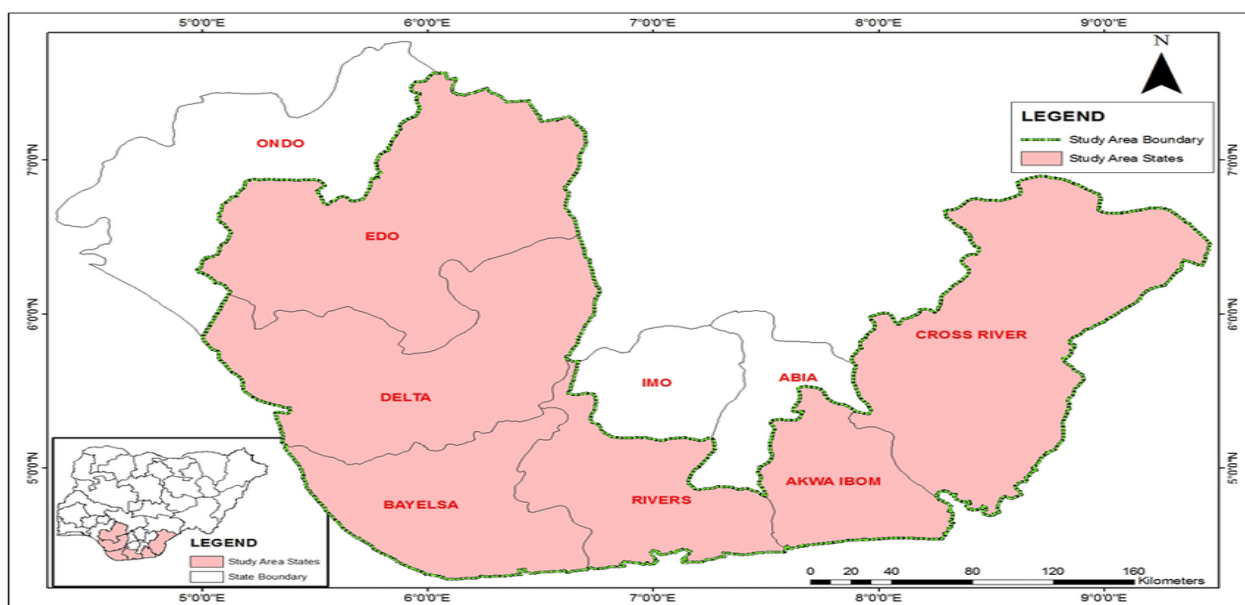 5°0'0"E 6°0'0"E 7°0'0"E 8°0'0"E 9°0'0"E
N
LEGEND
Study Area Boundary
Study Area States
7°0'0"N 7°0'0"N
ONDO
EDO
6°0'0"N 6°0'0"N
CROSS RIVER
IMO
ABIA
DELTA
5°0'0"N 5°0'0"N
BAYELSA
RIVERS
AKWA IBOM
LEGEND
Study Area States
State Boundary
0 20 40 80 120 160
Kilometers
5°0'0"E 6°0'0"E 7°0'0"E 8°0'0"E 9°0'0"E